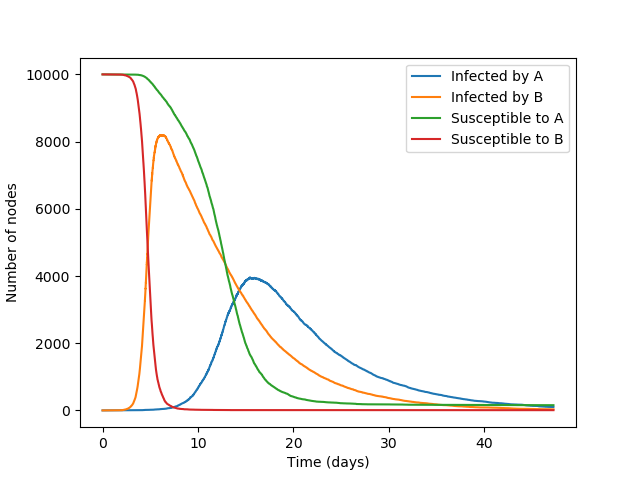 10000
8000
6000
4000
2000
0
Number of nodes
0 10 20 30 40
Time (days)
Infected by A
Infected by B
Susceptible to A
Susceptible to B